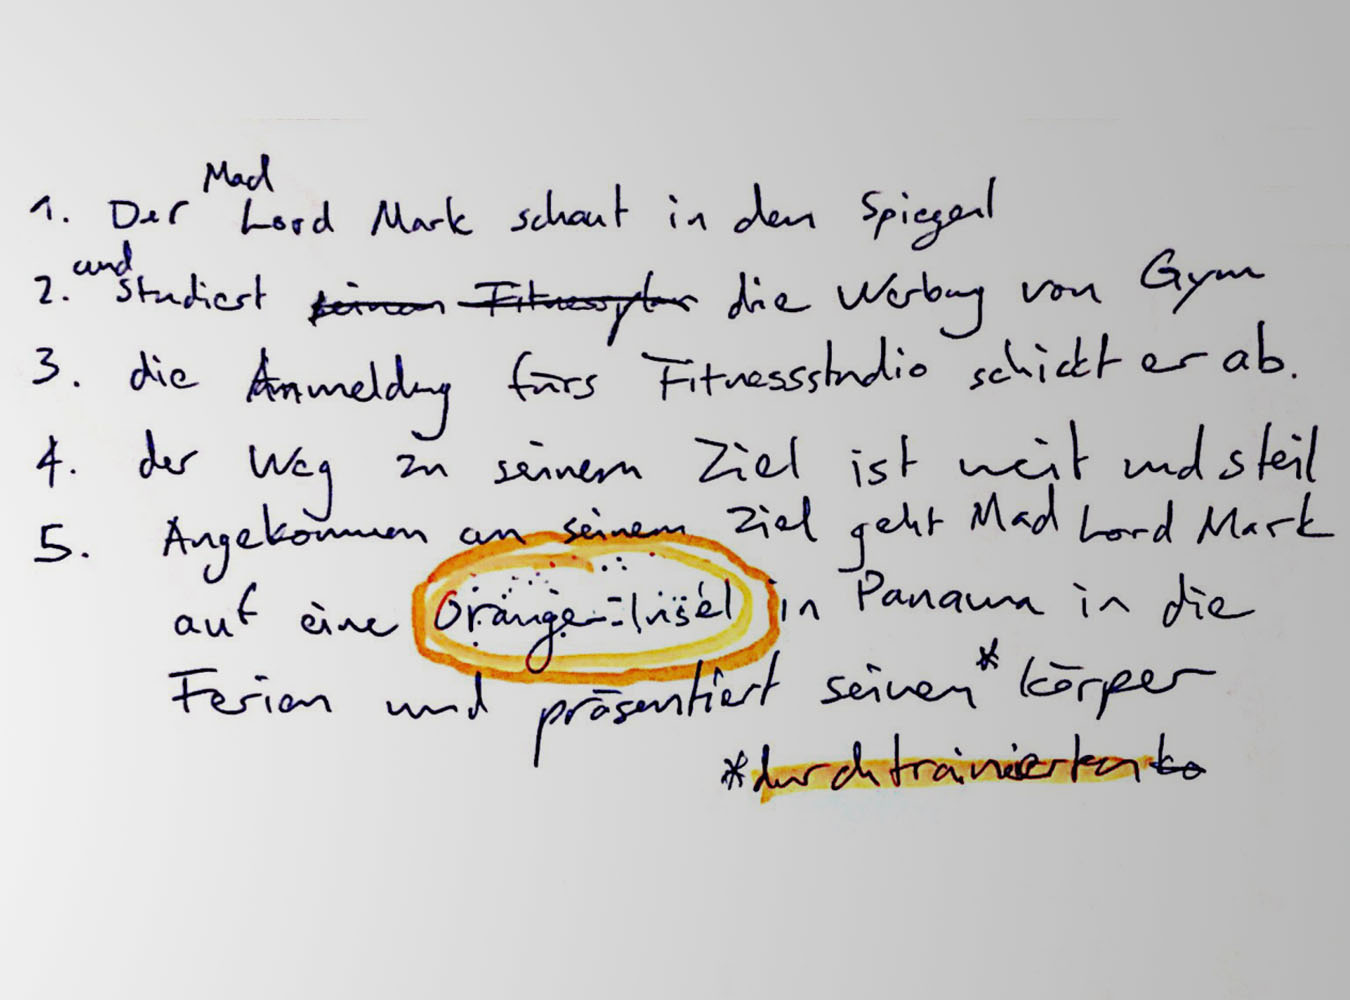 Mad
1. Der Lord Mark schaut in den Spiegel
und
2. studiert seinen Fitnessplan die Werbung von Gym
3. die Anmeldung fürs Fitnessstudio schickt er ab.
4. der Weg zu seinem Ziel ist weit und steil
5. Angekommen an seinem Ziel geht Mad Lord Mark
auf eine Orange-Insel in Panama in die
Ferien und präsentiert seinen* körper
*durchtrainierten ko